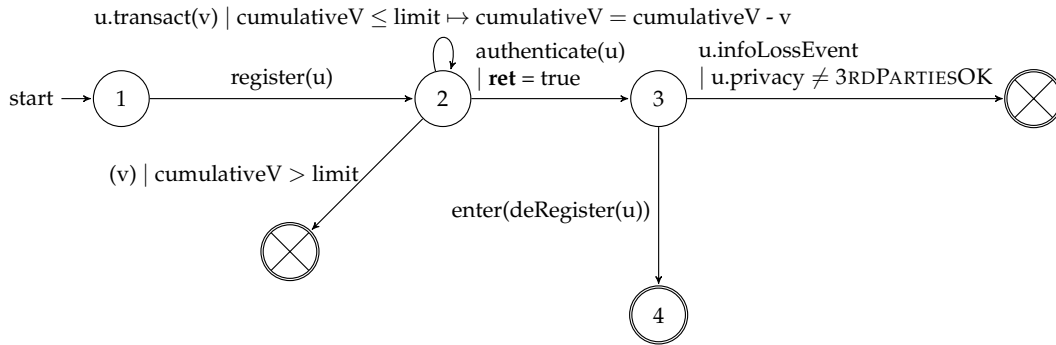 u.transact(v) | cumulativeV ≤ limit ↦ cumulativeV = cumulativeV - v
authenticate(u)
| ret = true
u.infoLossEvent
| u.privacy ≠ 3RDPARTIESOK
register(u)
start
1
2
3
(v) | cumulativeV > limit
enter(deRegister(u))
4